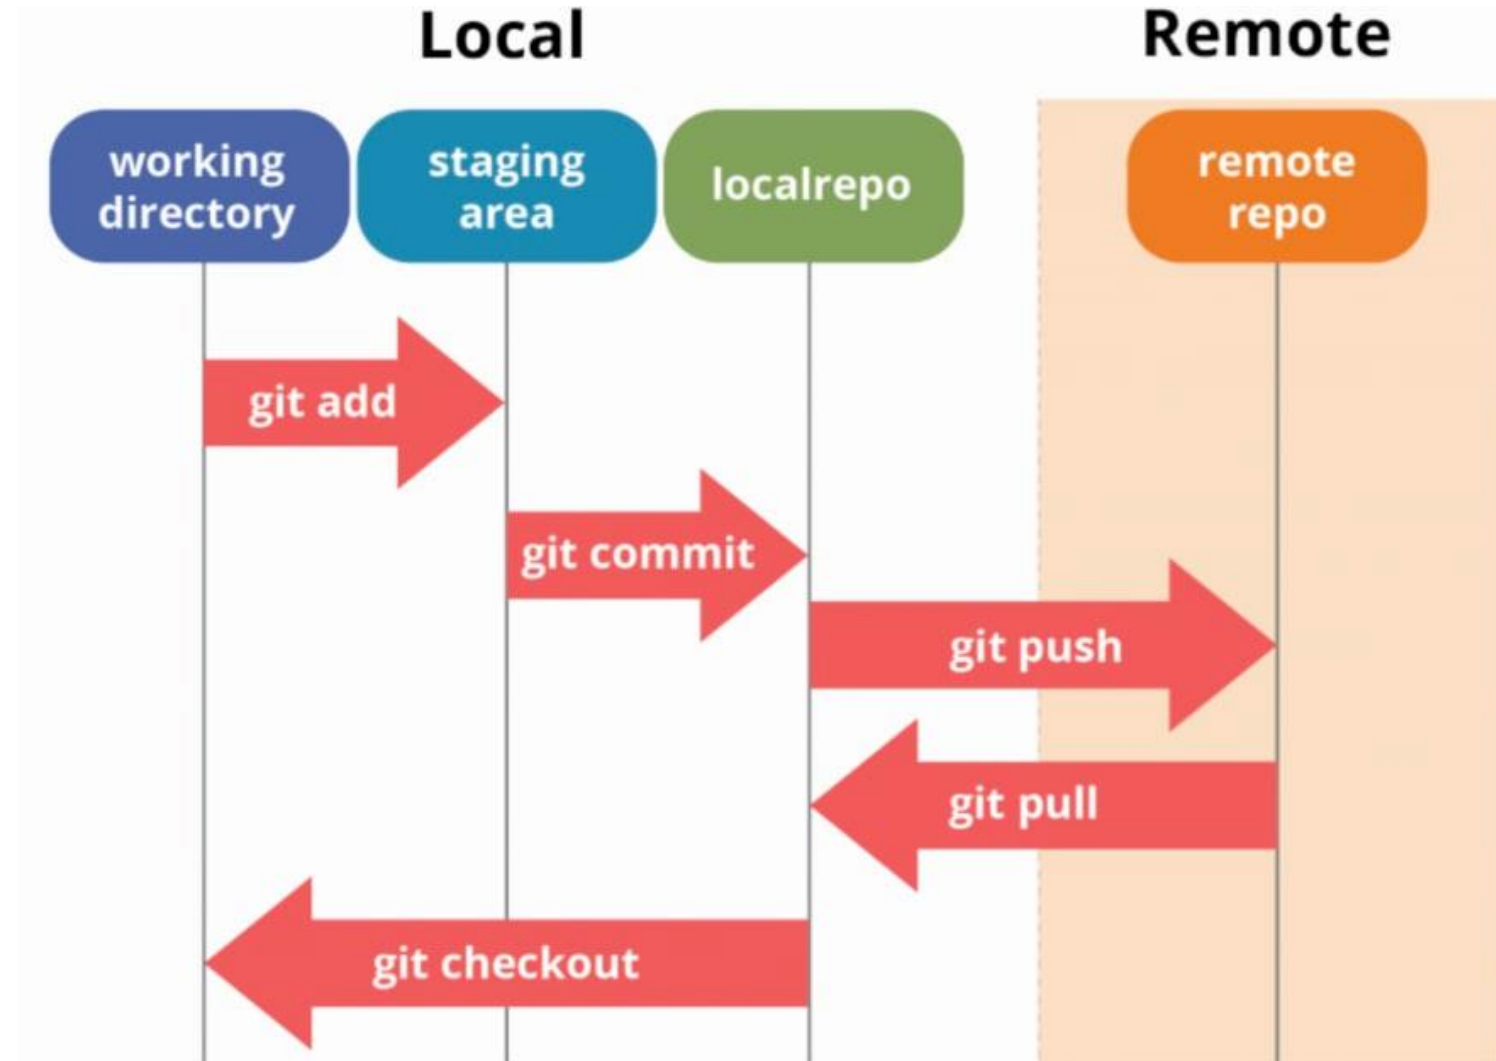 Local
Remote
working
directory
staging
area
localrepo
remote
repo
git add
git commit
git push
git pull
git checkout